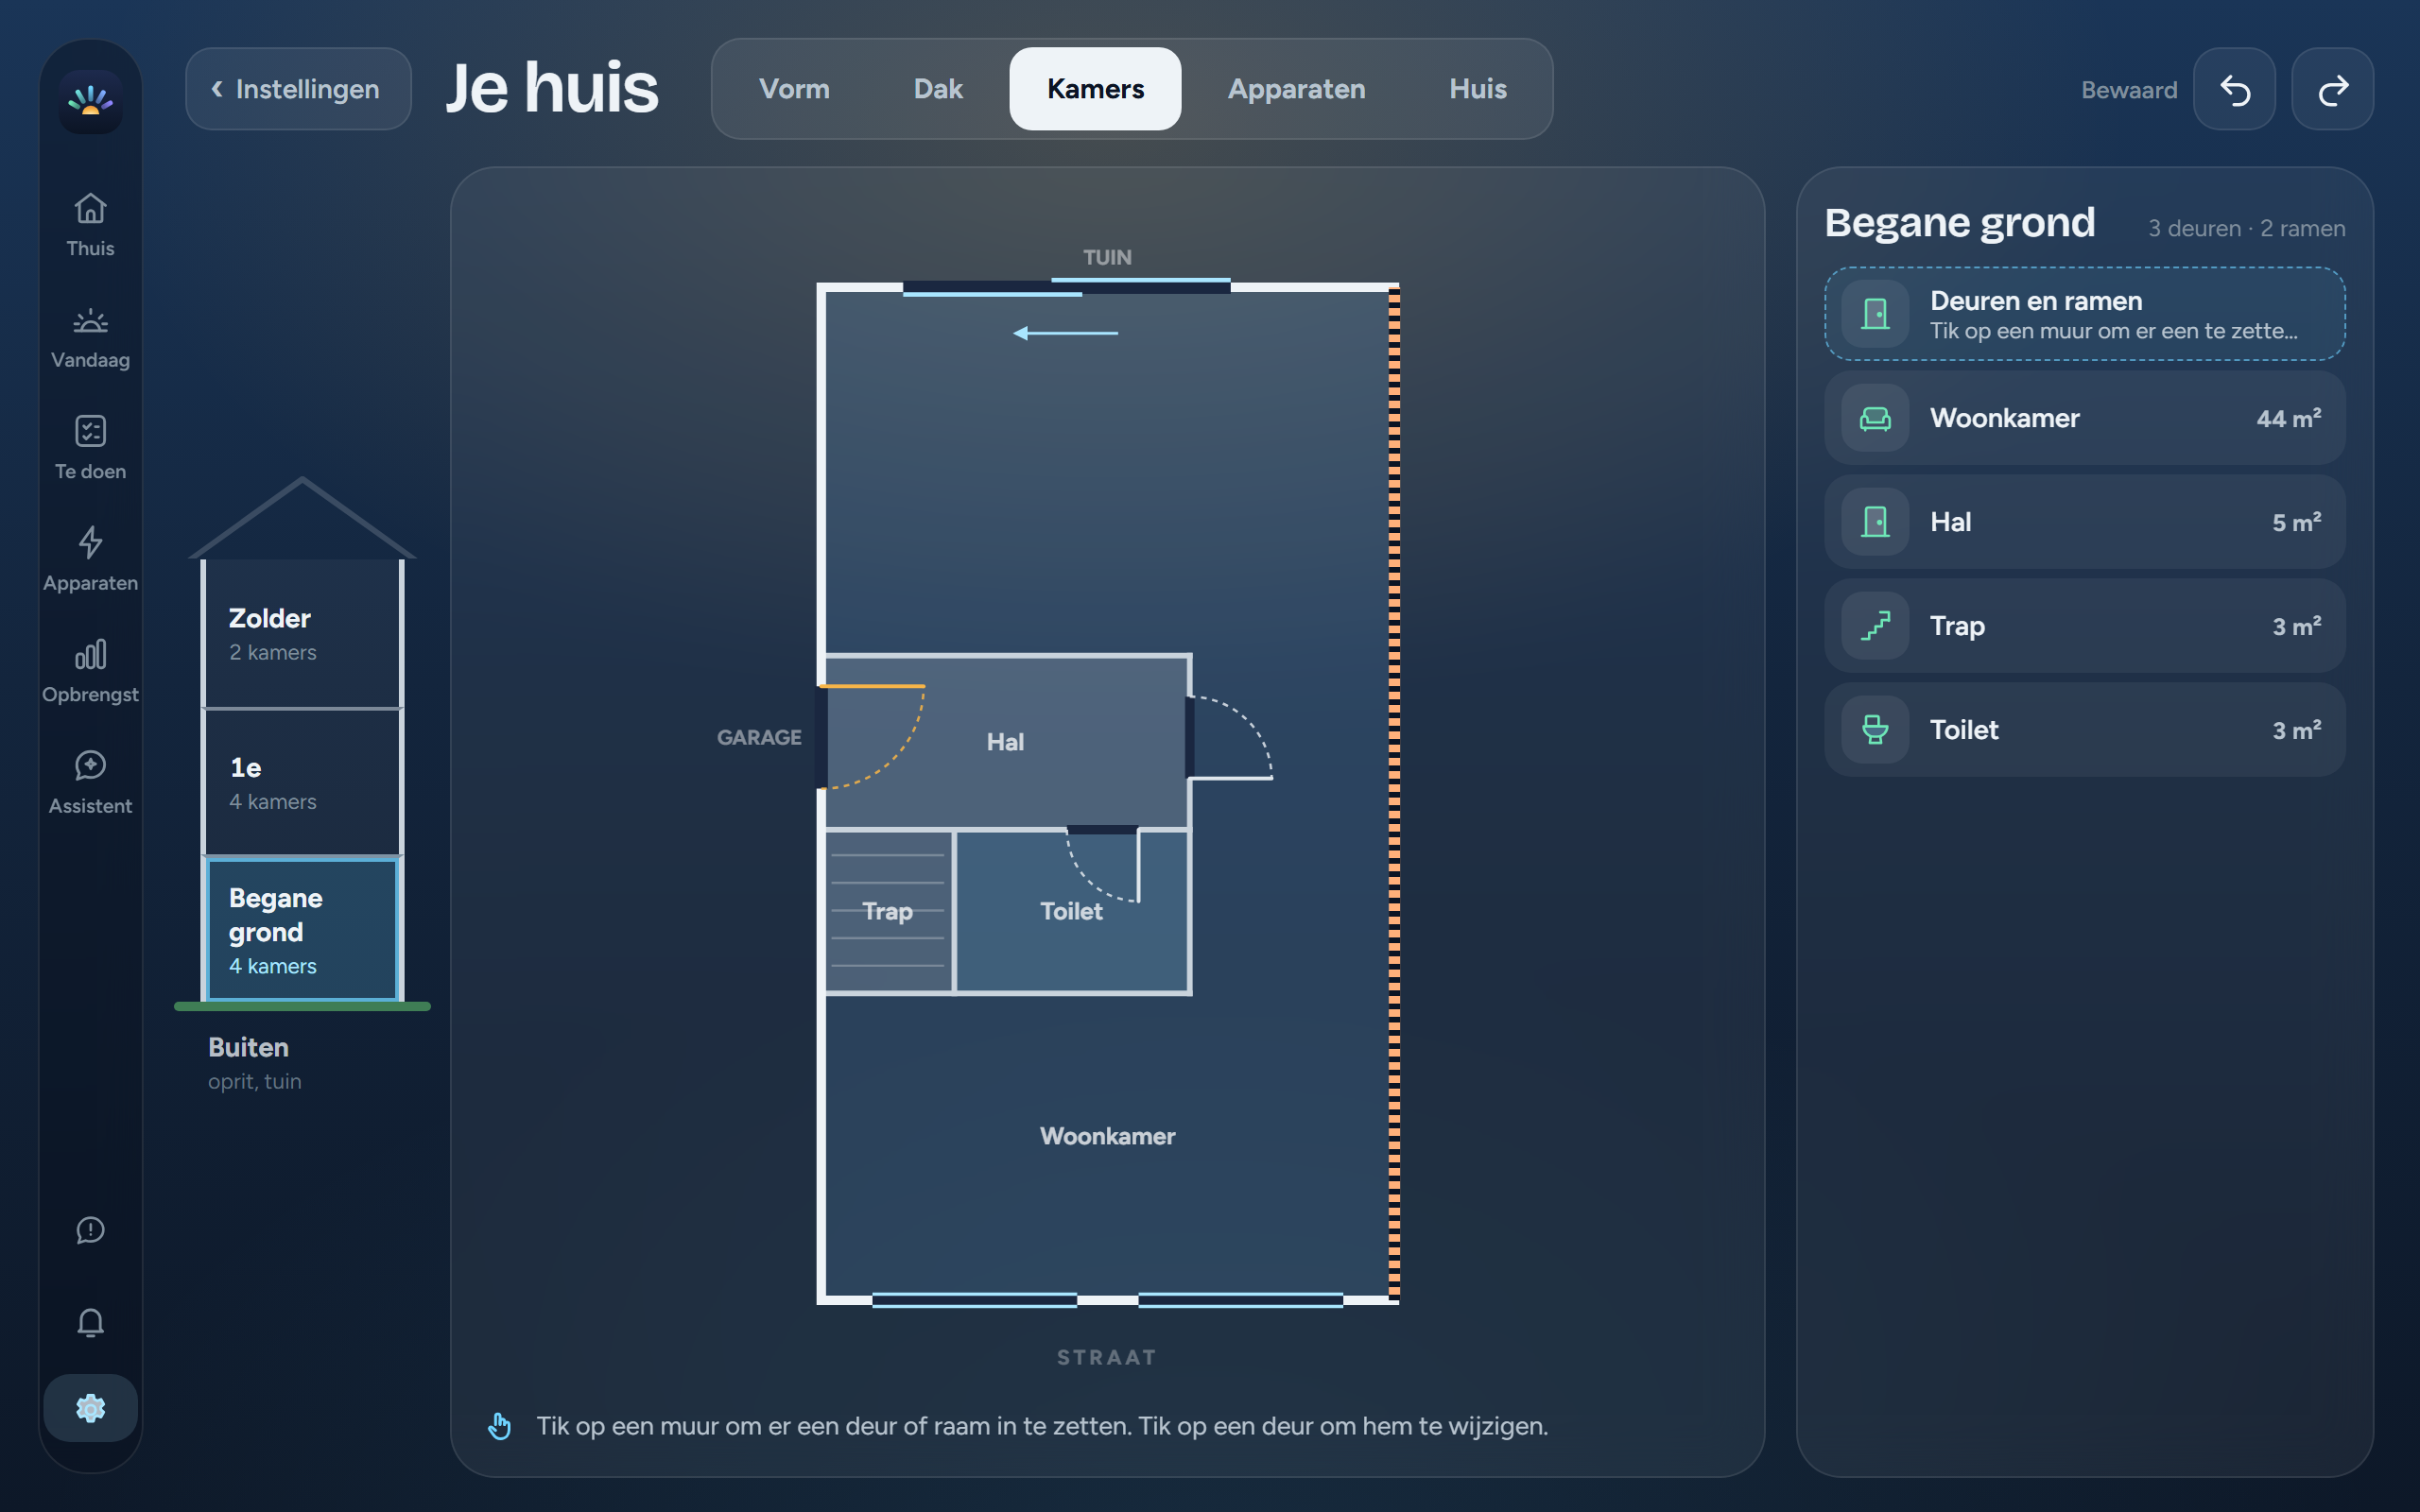 ‹ Instellingen
Je huis
Vorm
Dak
Kamers
Apparaten
Huis
Bewaard
Thuis
Vandaag
Te doen
Apparaten
Opbrengst
Assistent
Zolder
2 kamers
1e
4 kamers
Begane
grond
4 kamers
Buiten
oprit, tuin
TUIN
GARAGE
Hal
Trap
Toilet
Woonkamer
STRAAT
Tik op een muur om er een deur of raam in te zetten. Tik op een deur om hem te wijzigen.
Begane grond
3 deuren · 2 ramen
Deuren en ramen
Tik op een muur om er een te zette...
Woonkamer
44 m²
Hal
5 m²
Trap
3 m²
Toilet
3 m²